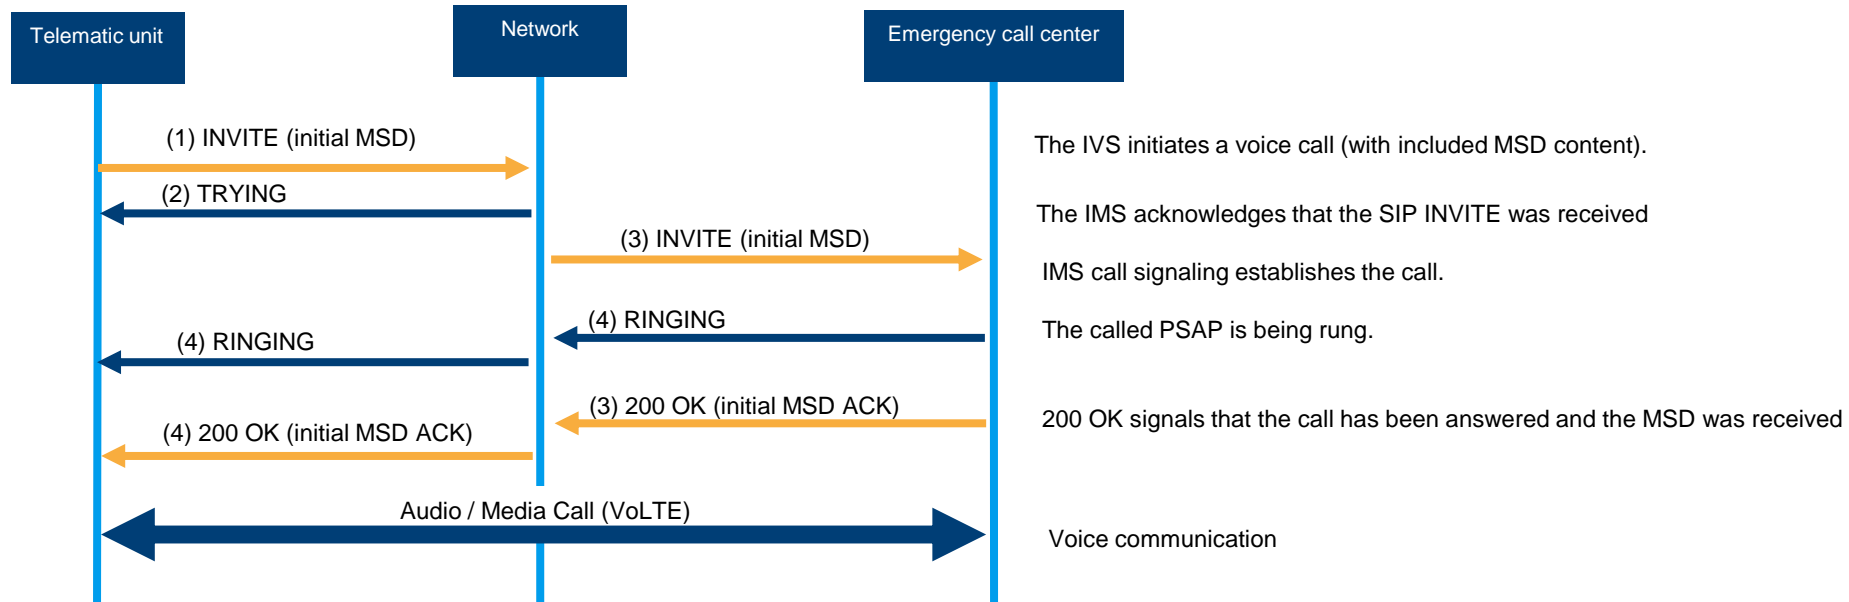 Telematic unit
Network
Emergency call center
(1) INVITE (initial MSD)
The IVS initiates a voice call (with included MSD content).
(2) TRYING
The IMS acknowledges that the SIP INVITE was received
(3) INVITE (initial MSD)
IMS call signaling establishes the call.
(4) RINGING
The called PSAP is being rung.
(4) RINGING
(3) 200 OK (initial MSD ACK)
200 OK signals that the call has been answered and the MSD was received
(4) 200 OK (initial MSD ACK)
Audio / Media Call (VoLTE)
Voice communication